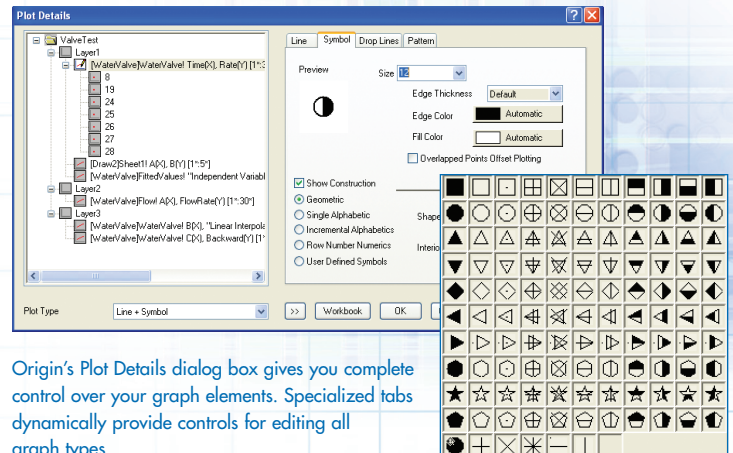 Plot Details
ValveTest
Layer1
[WaterValve]WaterValve! Time(X), Rate(Y) [1*:3
8
19
24
25
26
27
28
[Draw2]Sheet1! A(X), B(Y) [1*:5*]
[WaterValve]FittedValues! "Independent Variabl
Layer2
[WaterValve]Flow! A(X), FlowRate(Y) [1*:30*]
Layer3
[WaterValve]WaterValve! B(X), "Linear Interpola
[WaterValve]WaterValve! C(X), Backward(Y) [1*
Line Symbol Drop Lines Pattern
Preview
Size 12
Edge Thickness Default
Edge Color Automatic
Fill Color Automatic
Overlapped Points Offset Plotting
Show Construction
Geometric
Single Alphabetic
Incremental Alphabetics
Row Number Numerics
User Defined Symbols
Shape
Interio
Plot Type Line + Symbol
>> Workbook OK
Origin's Plot Details dialog box gives you complete
control over your graph elements. Specialized tabs
dynamically provide controls for editing all
graph types